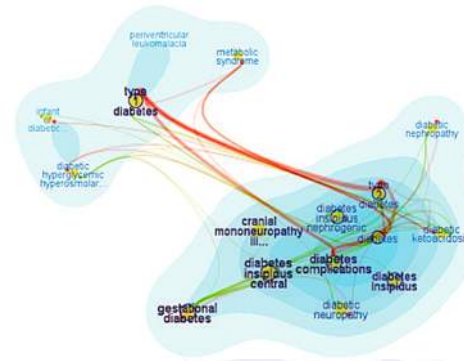 periventricular
leukomalacia
metabolic
syndrome
type
1
diabetes
infant
diabetic...
diabetic
hyperglycemic
hyperosmolar...
diabetic
nephropathy
type
2
diabetes
diabetes
insipidus
nephrogenic
cranial
mononeuropathy
iii...
diabetes
diabetic
ketoacidosis
diabetes
insipidus
central
diabetes
complications
diabetes
insipidus
gestational
diabetes
diabetic
neuropathy